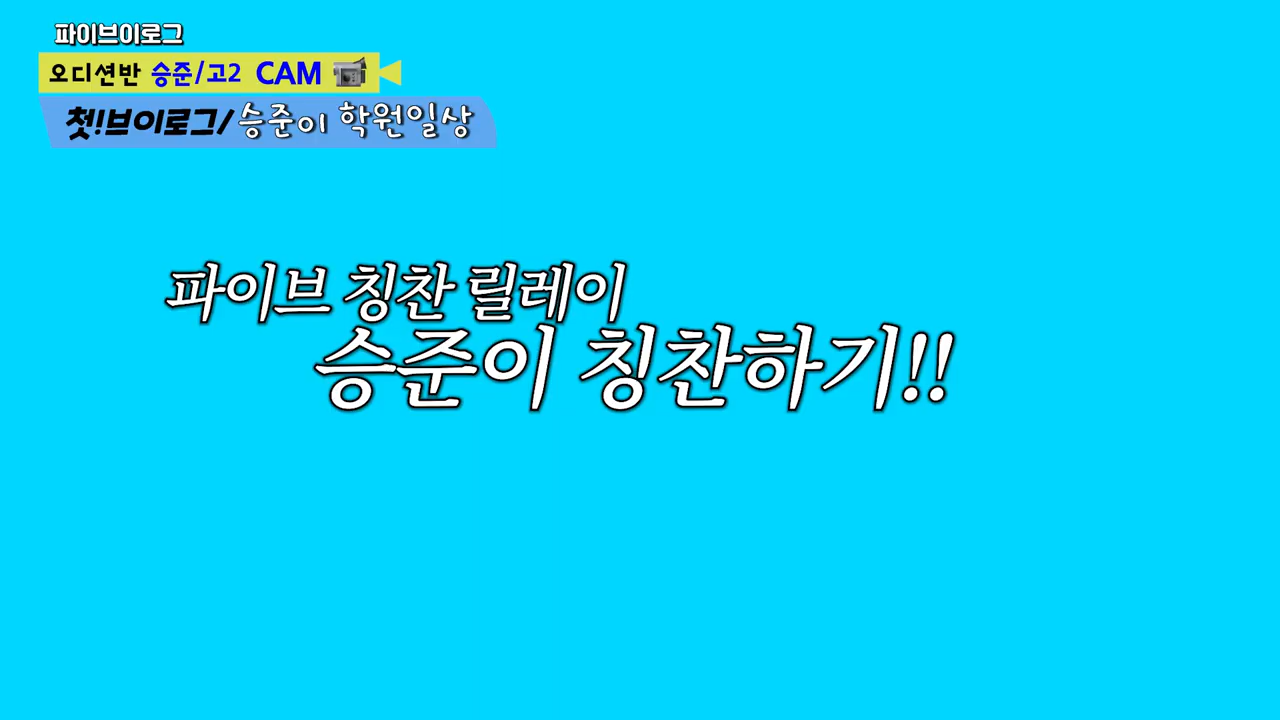 파이브이로그
오디션반 승준/고2 CAM
첫!브이로그/승준이 학원일상
파이브 칭찬 릴레이
승준이 칭찬하기!!